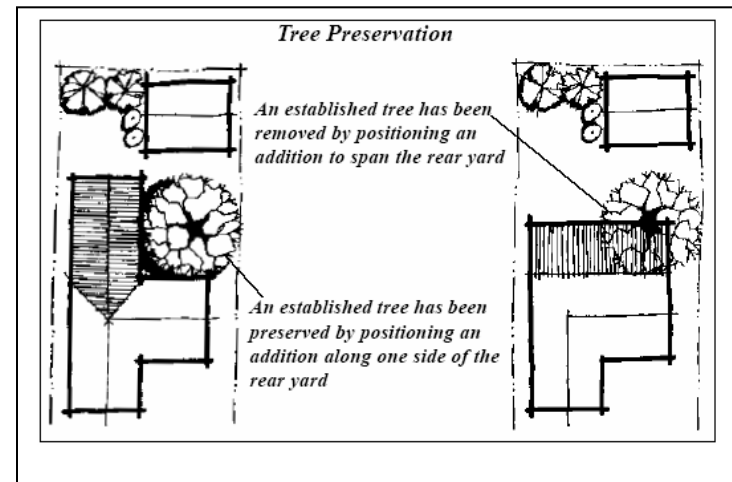 Tree Preservation
An established tree has been
removed by positioning an
addition to span the rear yard
An established tree has been
preserved by positioning an
addition along one side of the
rear yard